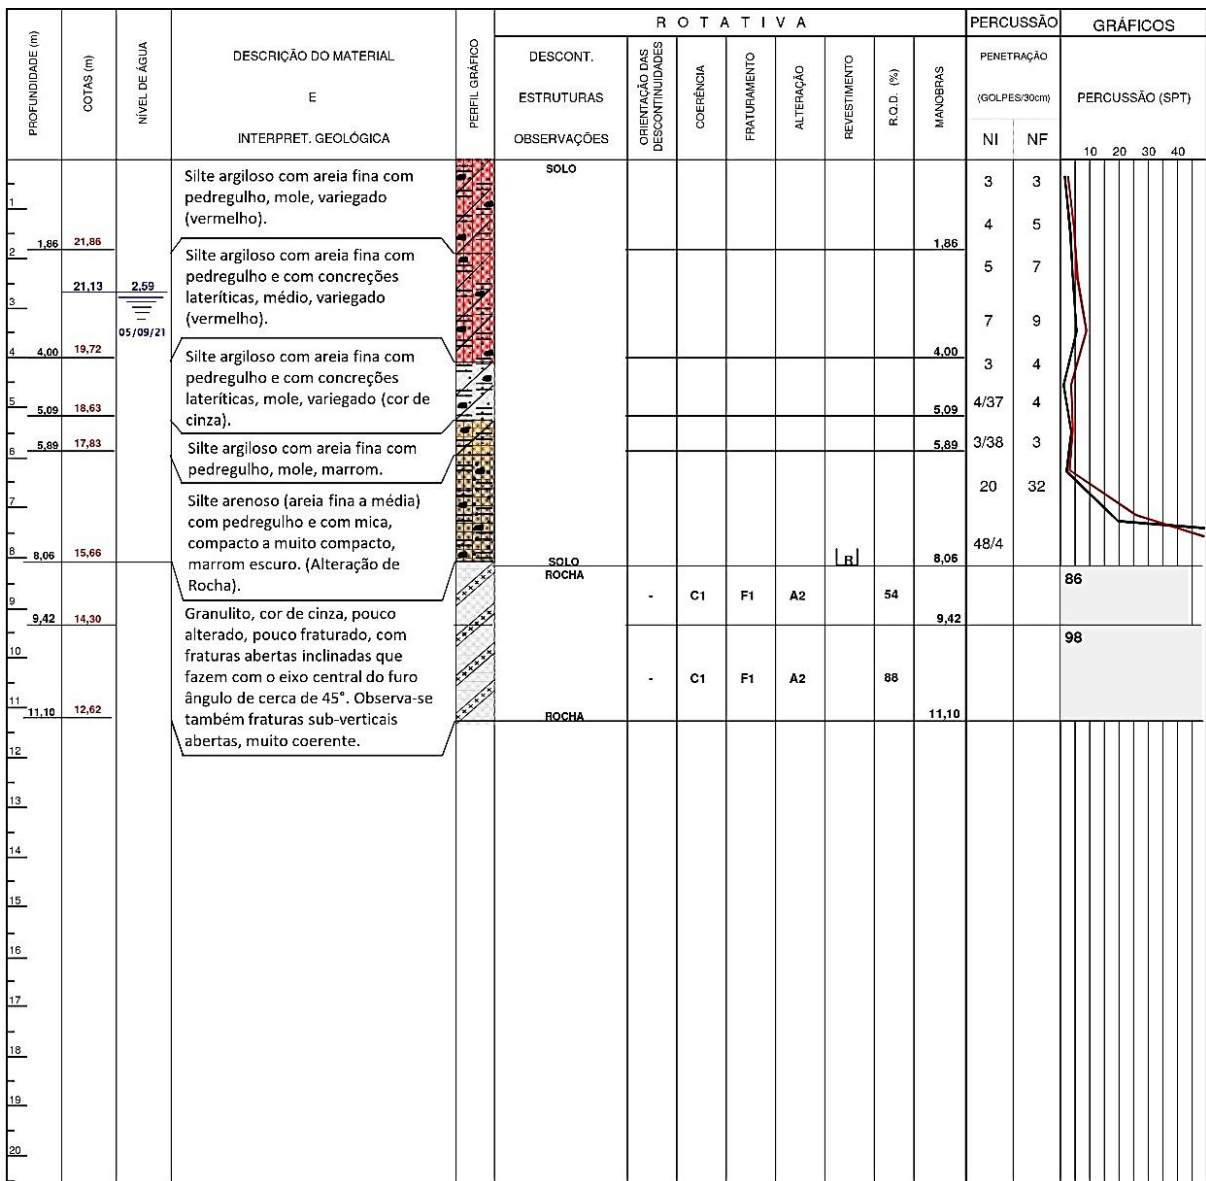 R O T A T I V A
PERCUSSÃO
GRÁFICOS
PROFUNDIDADE (m)
COTAS (m)
NÍVEL DE ÁGUA
DESCRIÇÃO DO MATERIAL
E
INTERPRET. GEOLÓGICA
PERFIL GRÁFICO
DESCONT.
ESTRUTURAS
OBSERVAÇÕES
ORIENTAÇÃO DAS
DESCONTINUIDADES
COERÊNCIA
FRATURAMENTO
ALTERAÇÃO
REVESTIMENTO
R.Q.D. (%)
MANOBRAS
PENETRAÇÃO
(GOLPES/30cm)
NI NF
PERCUSSÃO (SPT)
10 20 30 40
SOLO
Silte argiloso com areia fina com
pedregulho, mole, variegado
(vermelho).
3 3
1
4 5
1,86 21,86 1,86
2
Silte argiloso com areia fina com
pedregulho e com concreções
lateríticas, médio, variegado
(vermelho).
5 7
21,13 2,59
3
05/09/21
7 9
4 4,00 19,72 4,00
Silte argiloso com areia fina com
pedregulho e com concreções
lateríticas, mole, variegado (cor de
cinza).
3 4
5
4/37 4
5,09 18,63 5,09
3/38 3
6 5,89 17,83 5,89
Silte argiloso com areia fina com
pedregulho, mole, marrom.
20 32
7
Silte arenoso (areia fina a média)
com pedregulho e com mica,
compacto a muito compacto,
marrom escuro. (Alteração de
Rocha).
48/4
8 8,06 15,66 SOLO R 8,06
ROCHA
86
9
- C1 F1 A2 54
9,42 14,30 9,42
Granulito, cor de cinza, pouco
alterado, pouco fraturado, com
fraturas abertas inclinadas que
fazem com o eixo central do furo
ângulo de cerca de 45°. Observa-se
também fraturas sub-verticais
abertas, muito coerente.
98
10
- C1 F1 A2 88
11 11,10 12,62 ROCHA 11,10
12
13
14
15
16
17
18
19
20